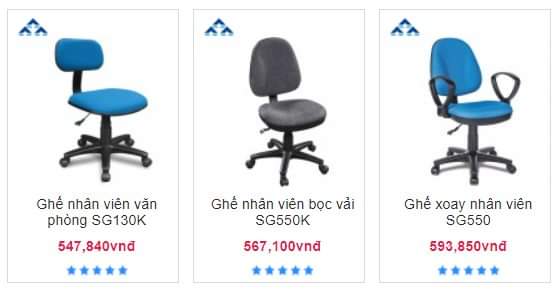 Ghế nhân viên văn
phòng SG130K
547,840vnđ
Ghế nhân viên bọc vải
SG550K
567,100vnđ
Ghế xoay nhân viên
SG550
593,850vnđ